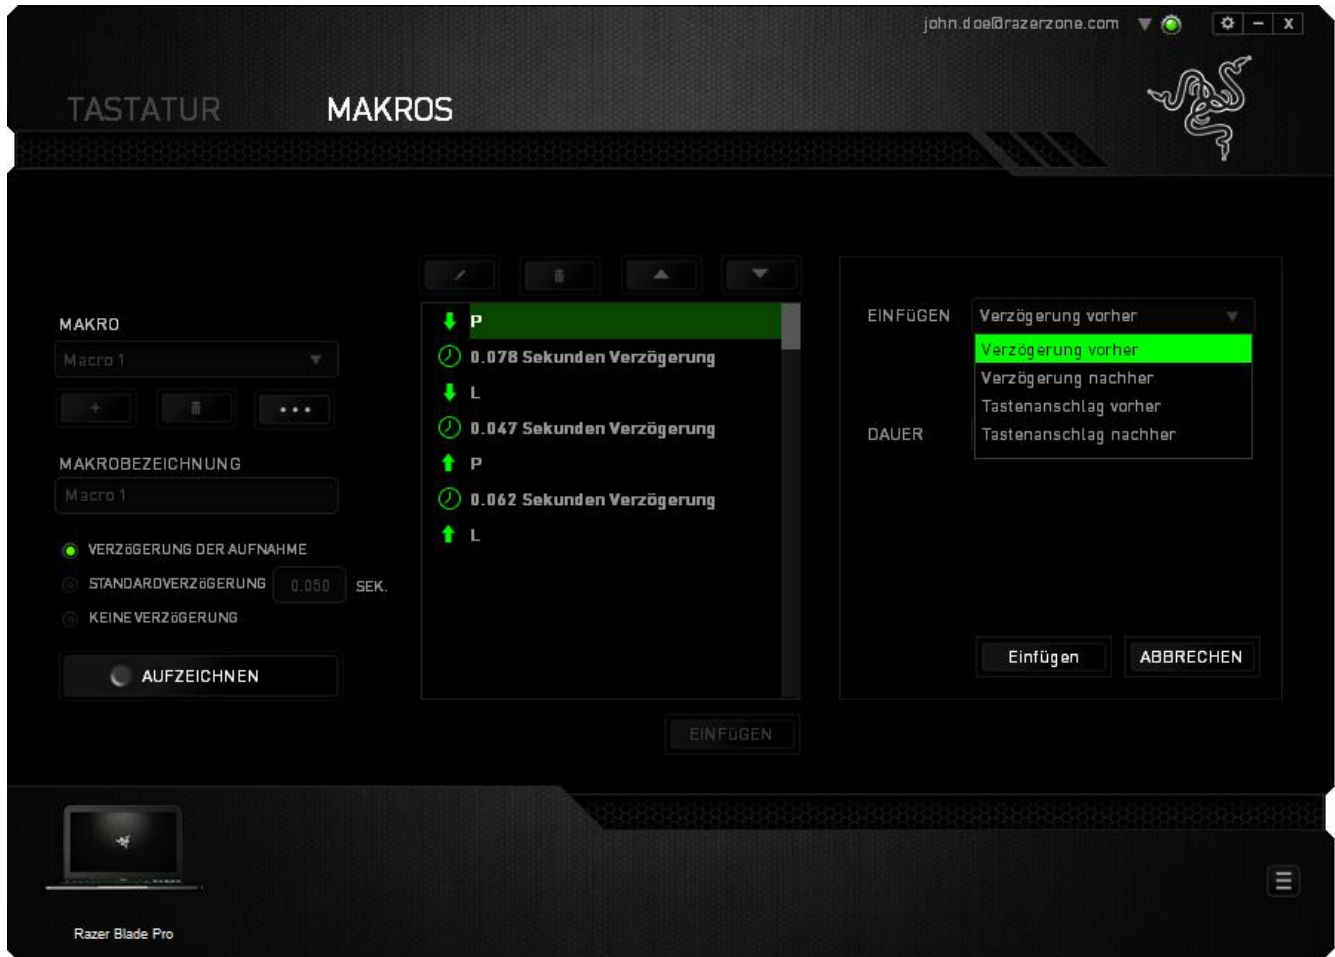 john.doe@razerzone.com
TASTATUR MAKROS
MAKRO
Macro 1
MAKROBEZEICHNUNG
Macro 1
VERZöGERUNG DER AUFNAHME
STANDARDVERZöGERUNG 0.050 SEK.
KEINE VERZöGERUNG
AUFZEICHNEN
P
0.078 Sekunden Verzögerung
L
0.047 Sekunden Verzögerung
P
0.062 Sekunden Verzögerung
L
EINFüGEN
EINFüGEN Verzögerung vorher
Verzögerung vorher
Verzögerung nachher
Tastenanschlag vorher
Tastenanschlag nachher
DAUER
Einfügen ABBRECHEN
Razer Blade Pro